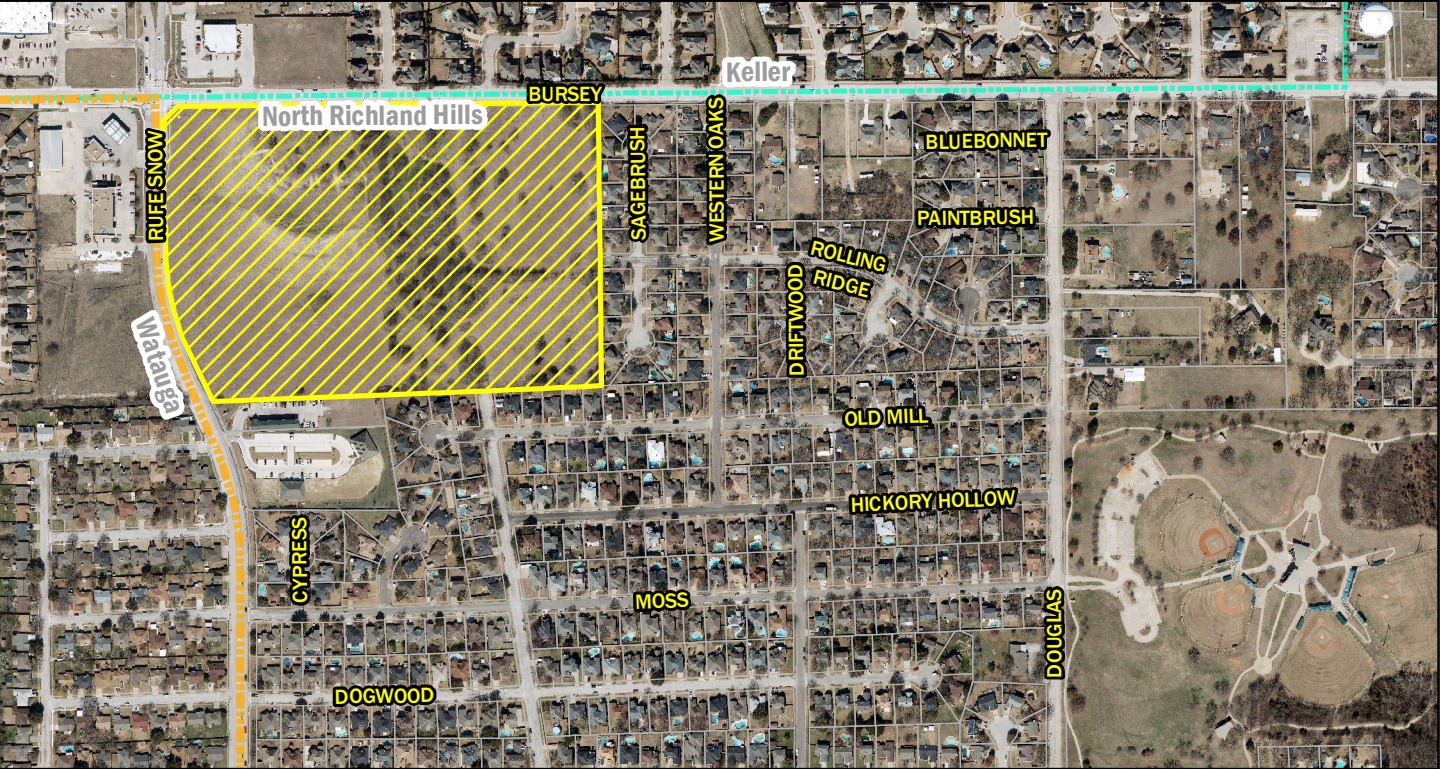 Keller
BURSEY
North Richland Hills
RUFE SNOW
SAGEBRUSH
WESTERN OAKS
BLUEBONNET
PAINTBRUSH
ROLLING
RIDGE
DRIFTWOOD
Watauga
OLD MILL
HICKORY HOLLOW
CYPRESS
MOSS
DOUGLAS
DOGWOOD